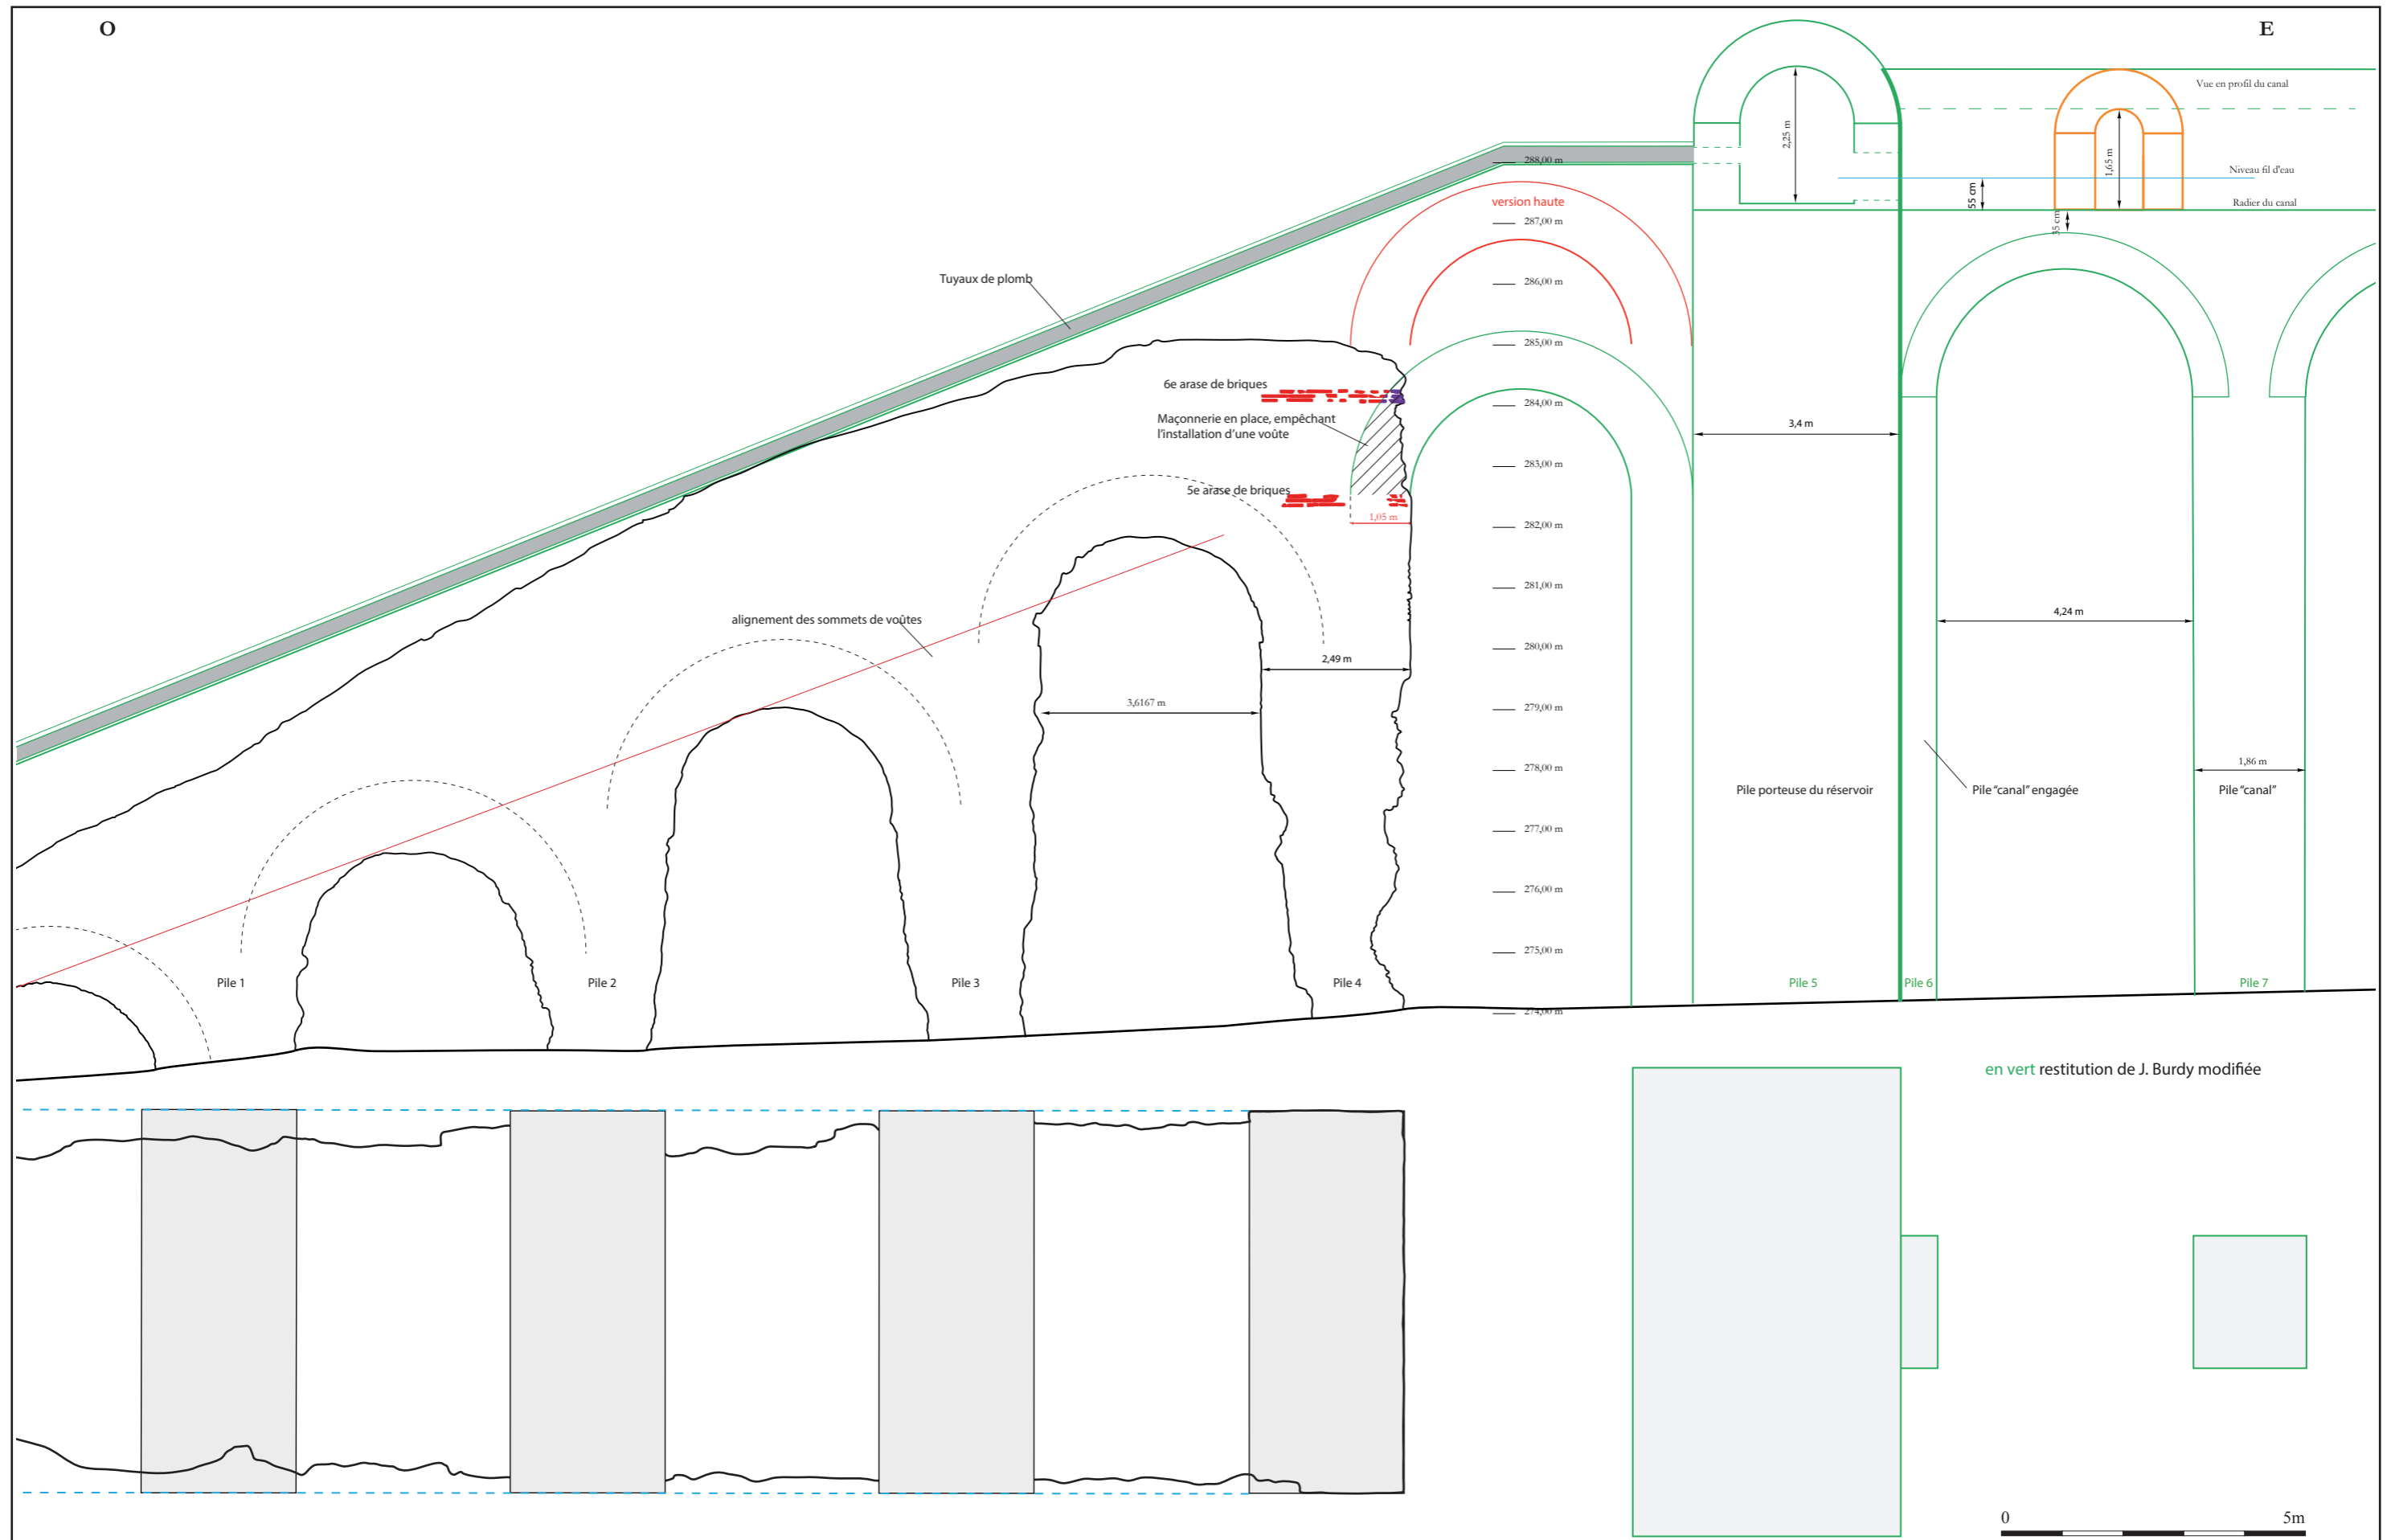 O
E
Vue en profil du canal
2,25 m
1,65 m
288,00 m
Niveau fil d'eau
55 cm
version haute
Radier du canal
287,00 m
35 cm
Tuyaux de plomb
286,00 m
285,00 m
6e arase de briques
284,00 m
Maçonnerie en place, empêchant
l'installation d'une voûte
3,4 m
283,00 m
5e arase de briques
1,05 m
282,00 m
281,00 m
alignement des sommets de voûtes
4,24 m
280,00 m
2,49 m
3,6167 m
279,00 m
278,00 m
1,86 m
Pile porteuse du réservoir
Pile "canal" engagée
Pile "canal"
277,00 m
276,00 m
275,00 m
Pile 1
Pile 2
Pile 3
Pile 4
Pile 5
Pile 6
Pile 7
274,00 m
en vert restitution de J. Burdy modifiée
0
5m